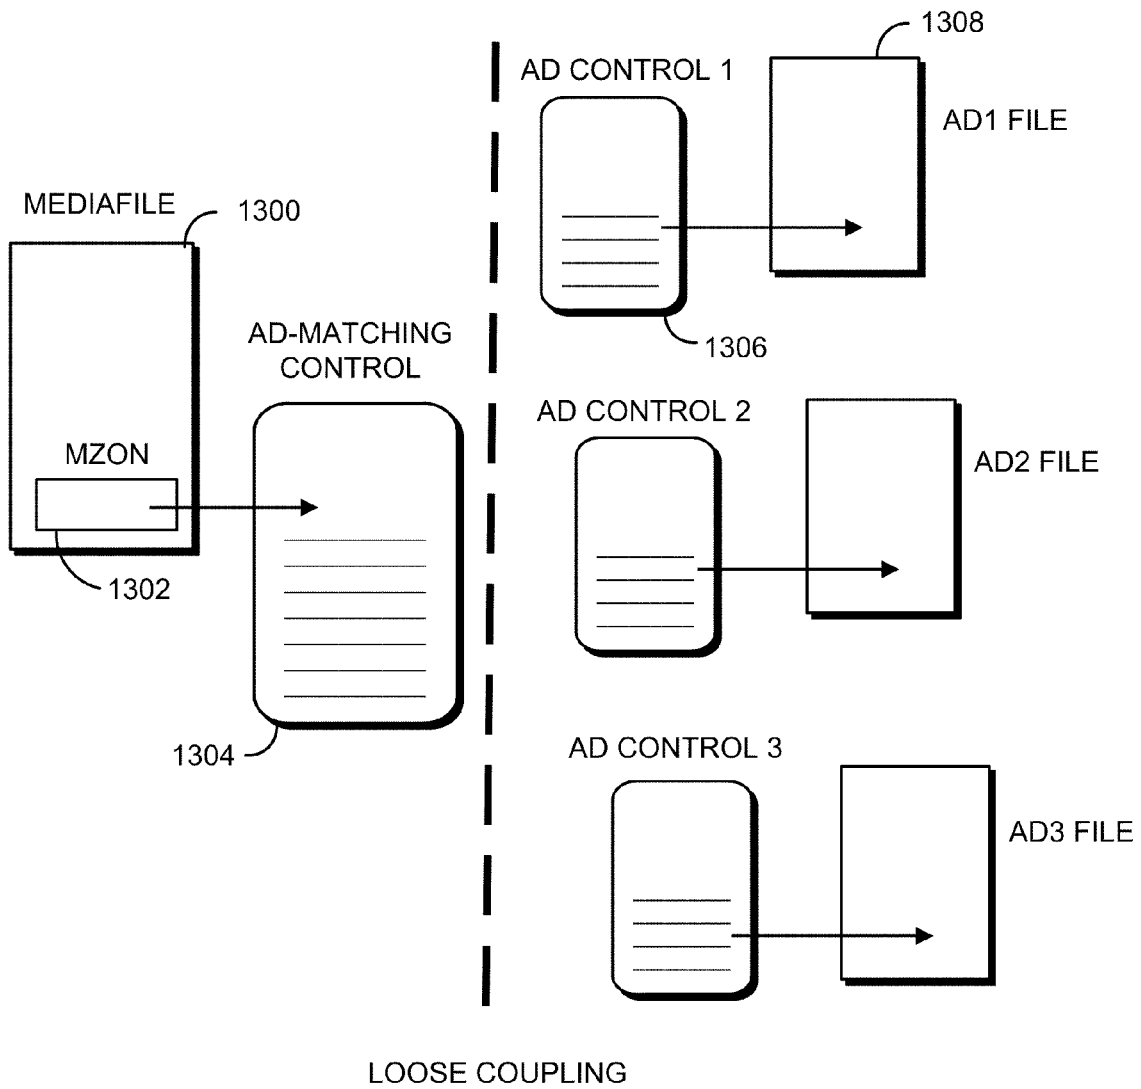 1308
AD CONTROL 1
AD1 FILE
MEDIAFILE
1300
AD-MATCHING
CONTROL
1306
AD CONTROL 2
MZON
AD2 FILE
1302
1304
AD CONTROL 3
AD3 FILE
LOOSE COUPLING